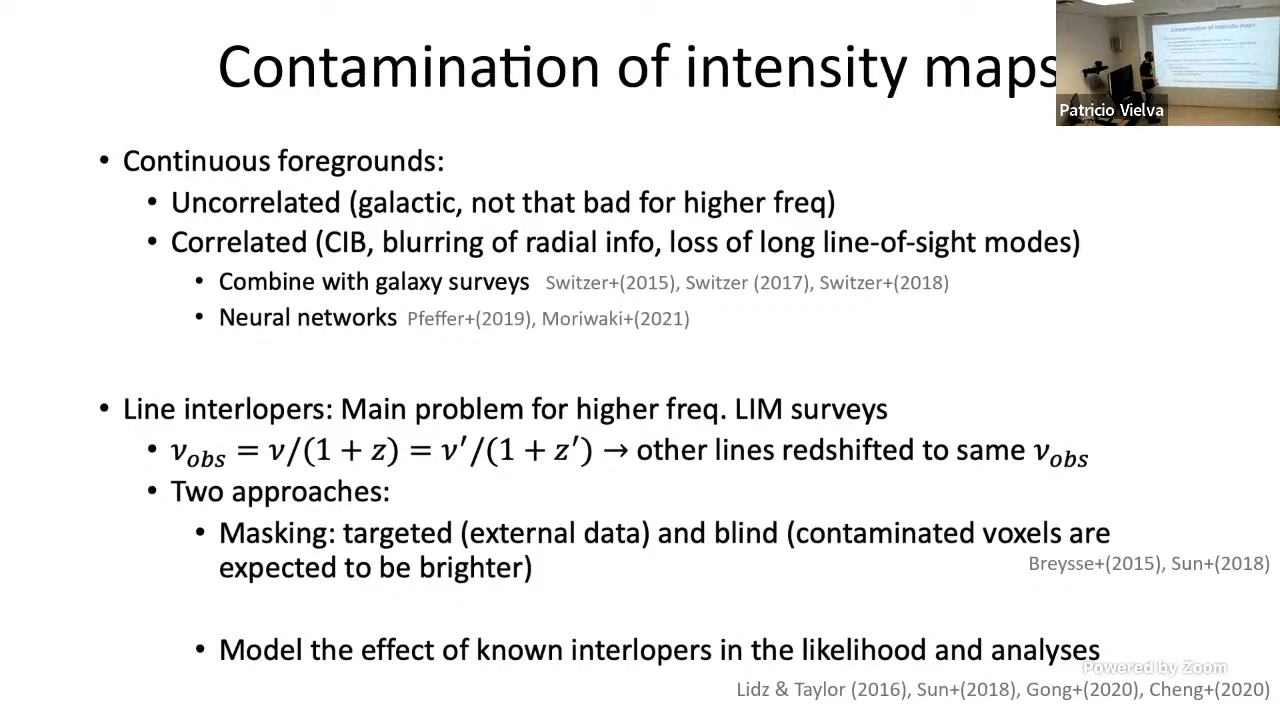 Contamination of intensity maps
Patricio Vielva
• Continuous foregrounds:
• Uncorrelated (galactic, not that bad for higher freq)
• Correlated (CIB, blurring of radial info, loss of long line-of-sight modes)
• Combine with galaxy surveys Switzer+(2015), Switzer (2017), Switzer+(2018)
• Neural networks Pfeffer+(2019), Moriwaki+(2021)
• Line interlopers: Main problem for higher freq. LIM surveys
• ν_obs = ν/(1 + z) = ν′/(1 + z′) → other lines redshifted to same ν_obs
• Two approaches:
• Masking: targeted (external data) and blind (contaminated voxels are
expected to be brighter)
Breysse+(2015), Sun+(2018)
• Model the effect of known interlopers in the likelihood and analyses
Powered by Zoom
Lidz & Taylor (2016), Sun+(2018), Gong+(2020), Cheng+(2020)